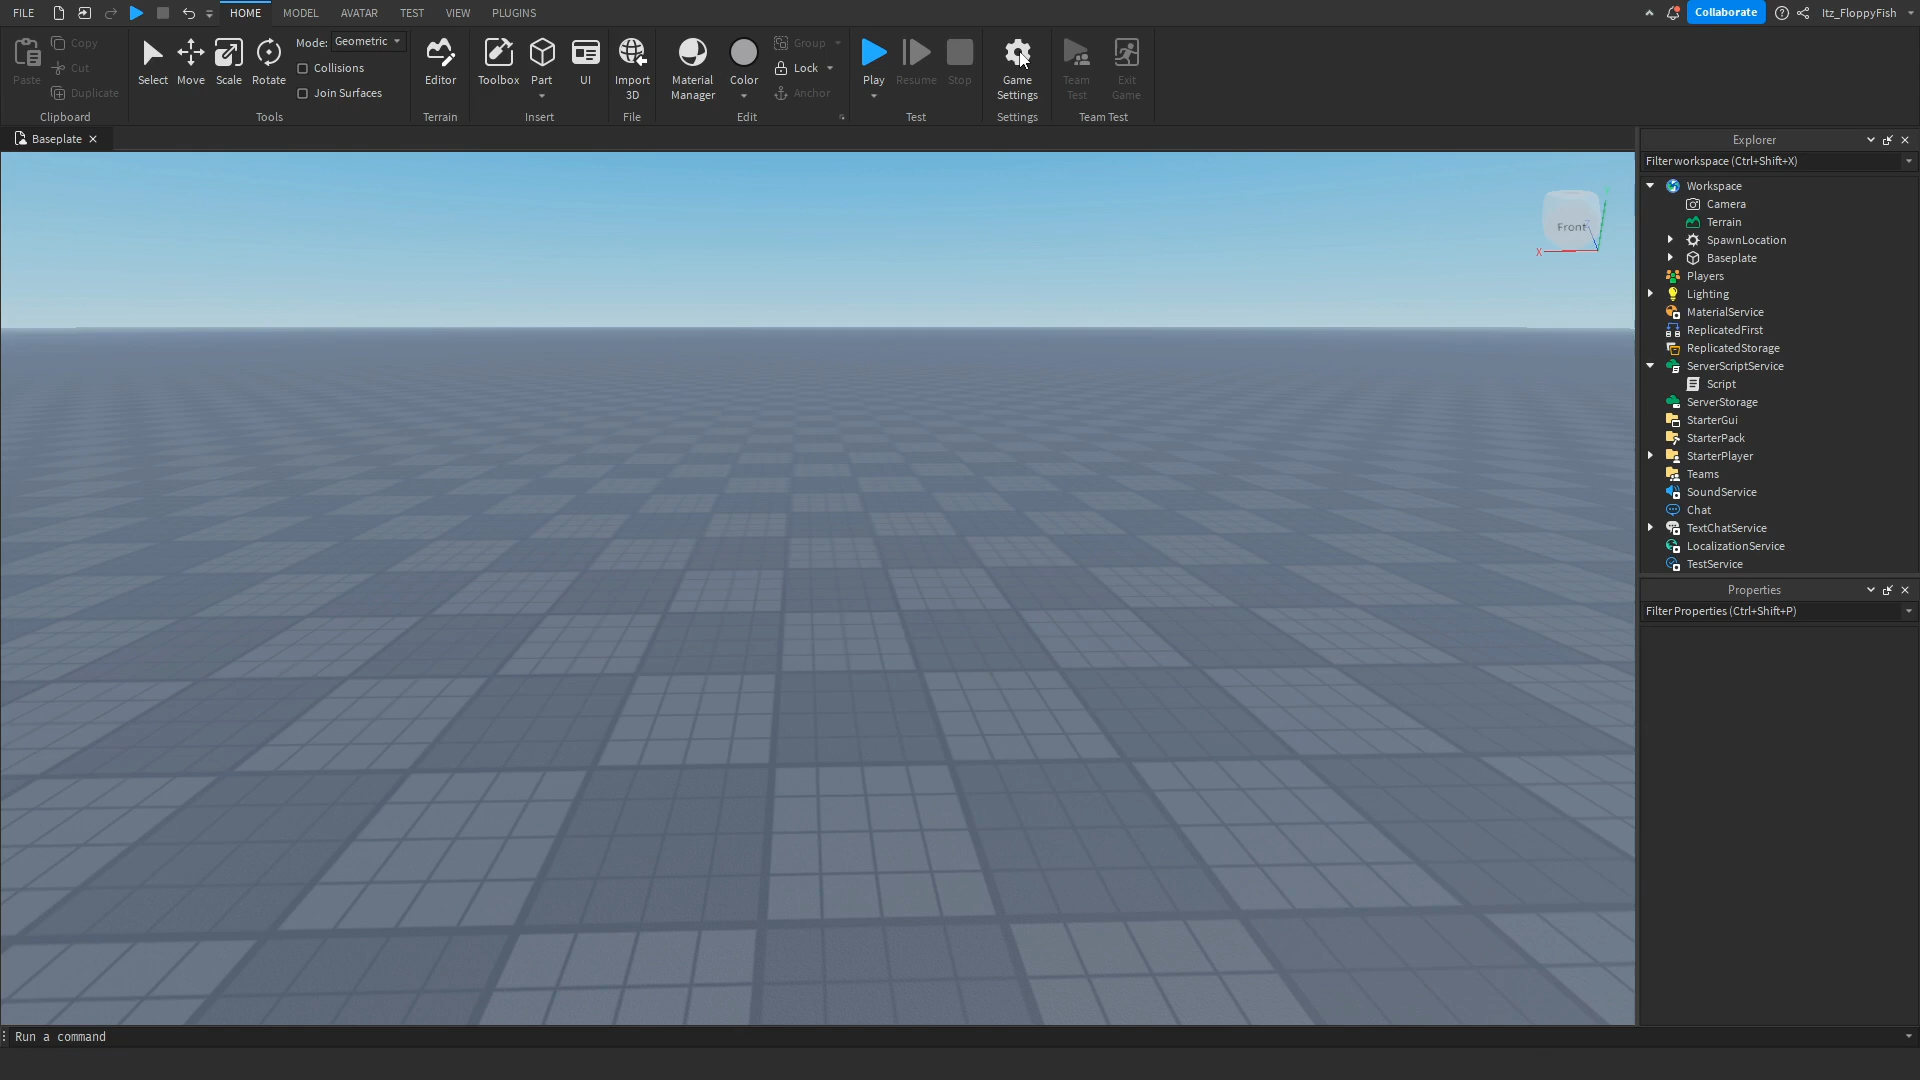 FILE HOME MODEL AVATAR TEST VIEW PLUGINS Collaborate Itz_FloppyFish
Paste Copy Cut Duplicate
Clipboard
Select Move Scale Rotate
Mode: Geometric
Collisions
Join Surfaces
Tools
Editor
Terrain
Toolbox Part UI
Insert
Import
3D
File
Material
Manager
Color
Group
Lock
Anchor
Edit
Play Resume Stop
Test
Game
Settings
Settings
Team
Test
Exit
Game
Team Test
Baseplate
Front
X
Explorer
Filter workspace (Ctrl+Shift+X)
Workspace
Camera
Terrain
SpawnLocation
Baseplate
Players
Lighting
MaterialService
ReplicatedFirst
ReplicatedStorage
ServerScriptService
Script
ServerStorage
StarterGui
StarterPack
StarterPlayer
Teams
SoundService
Chat
TextChatService
LocalizationService
TestService
Properties
Filter Properties (Ctrl+Shift+P)
Run a command